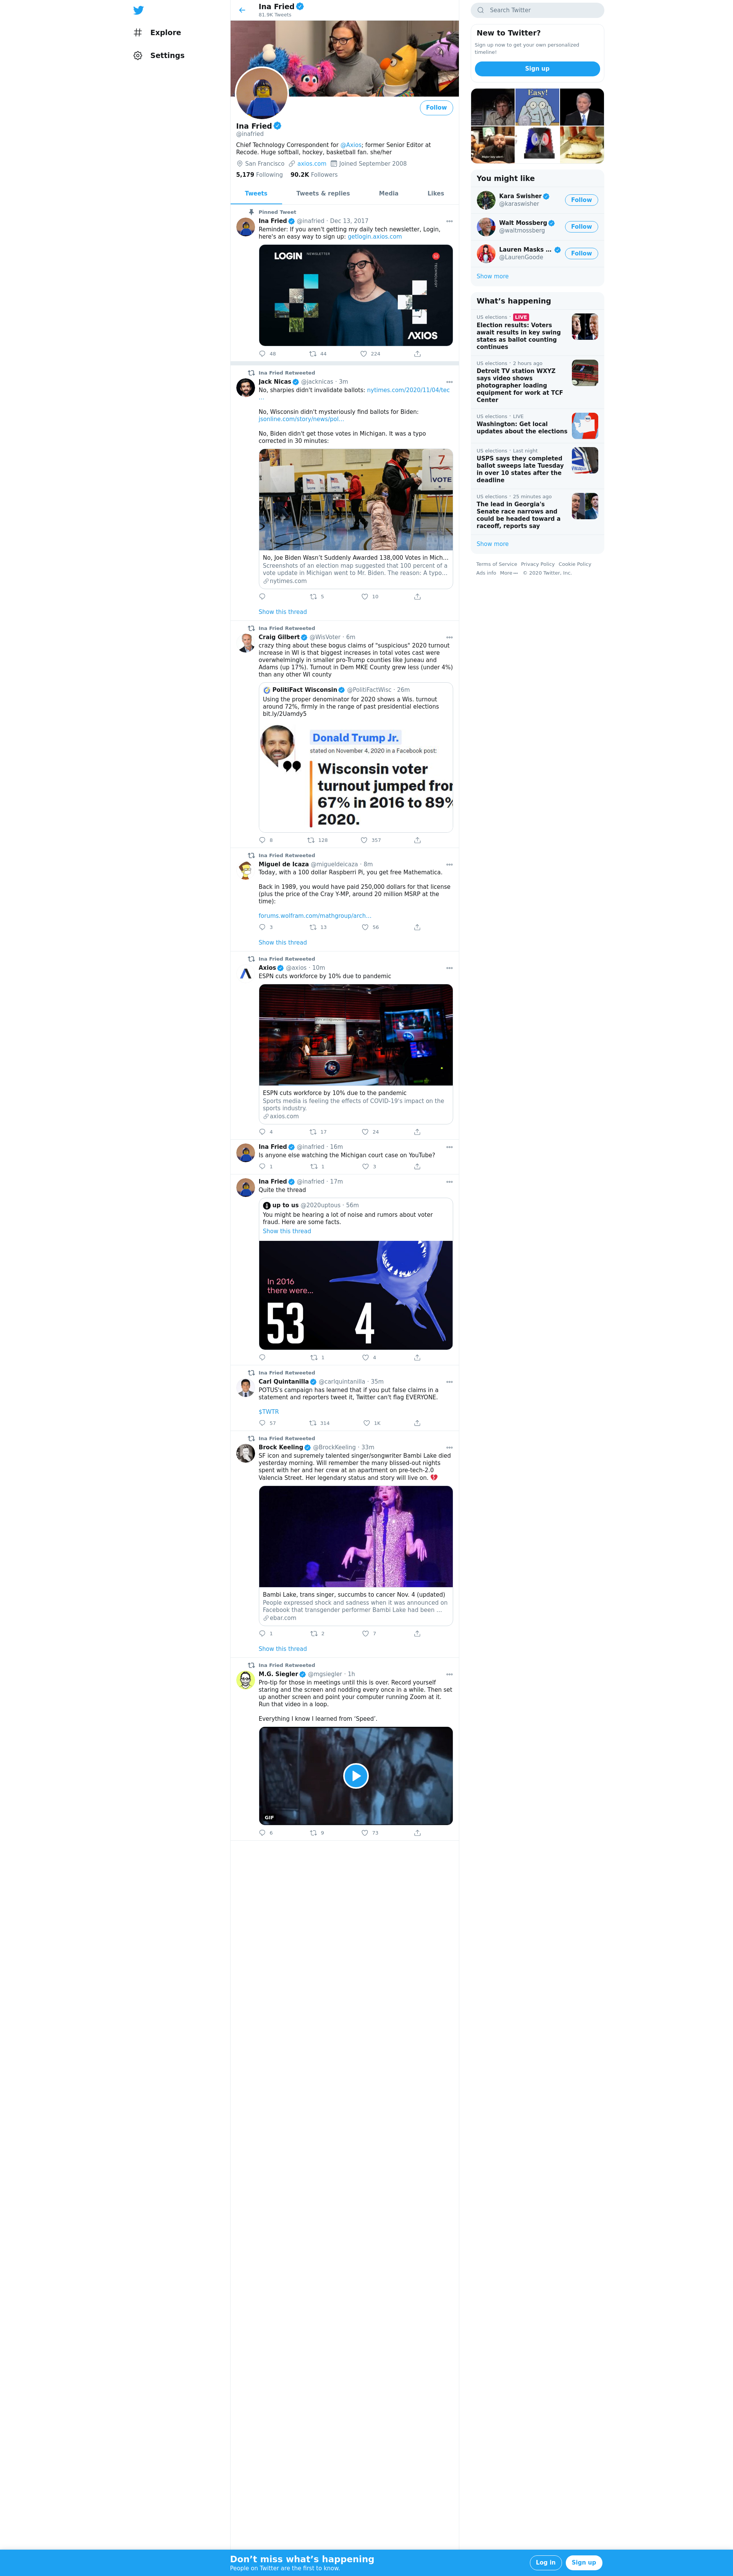 Explore
Settings
Ina Fried
81.9K Tweets
Follow
Ina Fried
@inafried
Chief Technology Correspondent for @Axios; former Senior Editor at
Recode. Huge softball, hockey, basketball fan. she/her
San Francisco axios.com Joined September 2008
5,179 Following 90.2K Followers
Tweets Tweets & replies Media Likes
Pinned Tweet
Ina Fried @inafried · Dec 13, 2017
Reminder: If you aren't getting my daily tech newsletter, Login,
here's an easy way to sign up: getlogin.axios.com
LOGIN NEWSLETTER
AXIOS
48 44 224
Ina Fried Retweeted
Jack Nicas @jacknicas · 3m
No, sharpies didn't invalidate ballots: nytimes.com/2020/11/04/tec
…
No, Wisconsin didn't mysteriously find ballots for Biden:
jsonline.com/story/news/pol…
No, Biden didn't get those votes in Michigan. It was a typo
corrected in 30 minutes:
7
VOTE
No, Joe Biden Wasn't Suddenly Awarded 138,000 Votes in Mich…
Screenshots of an election map suggested that 100 percent of a
vote update in Michigan went to Mr. Biden. The reason: A typo…
nytimes.com
5 10
Show this thread
Ina Fried Retweeted
Craig Gilbert @WisVoter · 6m
crazy thing about these bogus claims of "suspicious" 2020 turnout
increase in WI is that biggest increases in total votes cast were
overwhelmingly in smaller pro-Trump counties like Juneau and
Adams (up 17%). Turnout in Dem MKE County grew less (under 4%)
than any other WI county
PolitiFact Wisconsin @PolitiFactWisc · 26m
Using the proper denominator for 2020 shows a Wis. turnout
around 72%, firmly in the range of past presidential elections
bit.ly/2Uamdy5
Donald Trump Jr.
stated on November 4, 2020 in a Facebook post:
Wisconsin voter
turnout jumped fro
67% in 2016 to 89%
2020.
8 128 357
Ina Fried Retweeted
Miguel de Icaza @migueldeicaza · 8m
Today, with a 100 dollar Raspberri Pi, you get free Mathematica.
Back in 1989, you would have paid 250,000 dollars for that license
(plus the price of the Cray Y-MP, around 20 million MSRP at the
time):
forums.wolfram.com/mathgroup/arch…
3 13 56
Show this thread
Ina Fried Retweeted
Axios @axios · 10m
ESPN cuts workforce by 10% due to pandemic
ESPN cuts workforce by 10% due to the pandemic
Sports media is feeling the effects of COVID-19's impact on the
sports industry.
axios.com
4 17 24
Ina Fried @inafried · 16m
Is anyone else watching the Michigan court case on YouTube?
1 1 3
Ina Fried @inafried · 17m
Quite the thread
up to us @2020uptous · 56m
You might be hearing a lot of noise and rumors about voter
fraud. Here are some facts.
Show this thread
In 2016
there were...
53 4
1 4
Ina Fried Retweeted
Carl Quintanilla @carlquintanilla · 35m
POTUS's campaign has learned that if you put false claims in a
statement and reporters tweet it, Twitter can't flag EVERYONE.
$TWTR
57 314 1K
Ina Fried Retweeted
Brock Keeling @BrockKeeling · 33m
SF icon and supremely talented singer/songwriter Bambi Lake died
yesterday morning. Will remember the many blissed-out nights
spent with her and her crew at an apartment on pre-tech-2.0
Valencia Street. Her legendary status and story will live on. 💔
Bambi Lake, trans singer, succumbs to cancer Nov. 4 (updated)
People expressed shock and sadness when it was announced on
Facebook that transgender performer Bambi Lake had been …
ebar.com
1 2 7
Show this thread
Ina Fried Retweeted
M.G. Siegler @mgsiegler · 1h
Pro-tip for those in meetings until this is over. Record yourself
staring and the screen and nodding every once in a while. Then set
up another screen and point your computer running Zoom at it.
Run that video in a loop.
Everything I know I learned from 'Speed'.
GIF
6 9 73
Search Twitter
New to Twitter?
Sign up now to get your own personalized
timeline!
Sign up
Easy!
You might like
Kara Swisher
@karaswisher
Follow
Walt Mossberg
@waltmossberg
Follow
Lauren Masks …
@LaurenGoode
Follow
Show more
What's happening
US elections · LIVE
Election results: Voters
await results in key swing
states as ballot counting
continues
US elections · 2 hours ago
Detroit TV station WXYZ
says video shows
photographer loading
equipment for work at TCF
Center
US elections · LIVE
Washington: Get local
updates about the elections
US elections · Last night
USPS says they completed
ballot sweeps late Tuesday
in over 10 states after the
deadline
US elections · 25 minutes ago
The lead in Georgia's
Senate race narrows and
could be headed toward a
raceoff, reports say
Show more
Terms of Service Privacy Policy Cookie Policy
Ads info More © 2020 Twitter, Inc.
Don't miss what's happening
People on Twitter are the first to know.
Log in Sign up